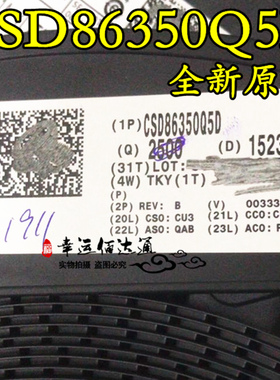 SD86350Q5
全新原
(1P) CSD86350Q5D
(Q) 2500 (D) 1523
(31T) LOT:
(4W) TKY (1T)
(P)
(2P) REV: B (V) 00333
(20L) CSO: CU3 (21L) CCO:C
(22L) ASO: QAB (23L) ACO:
1911
幸运佰达通
实物拍摄 盗图必究